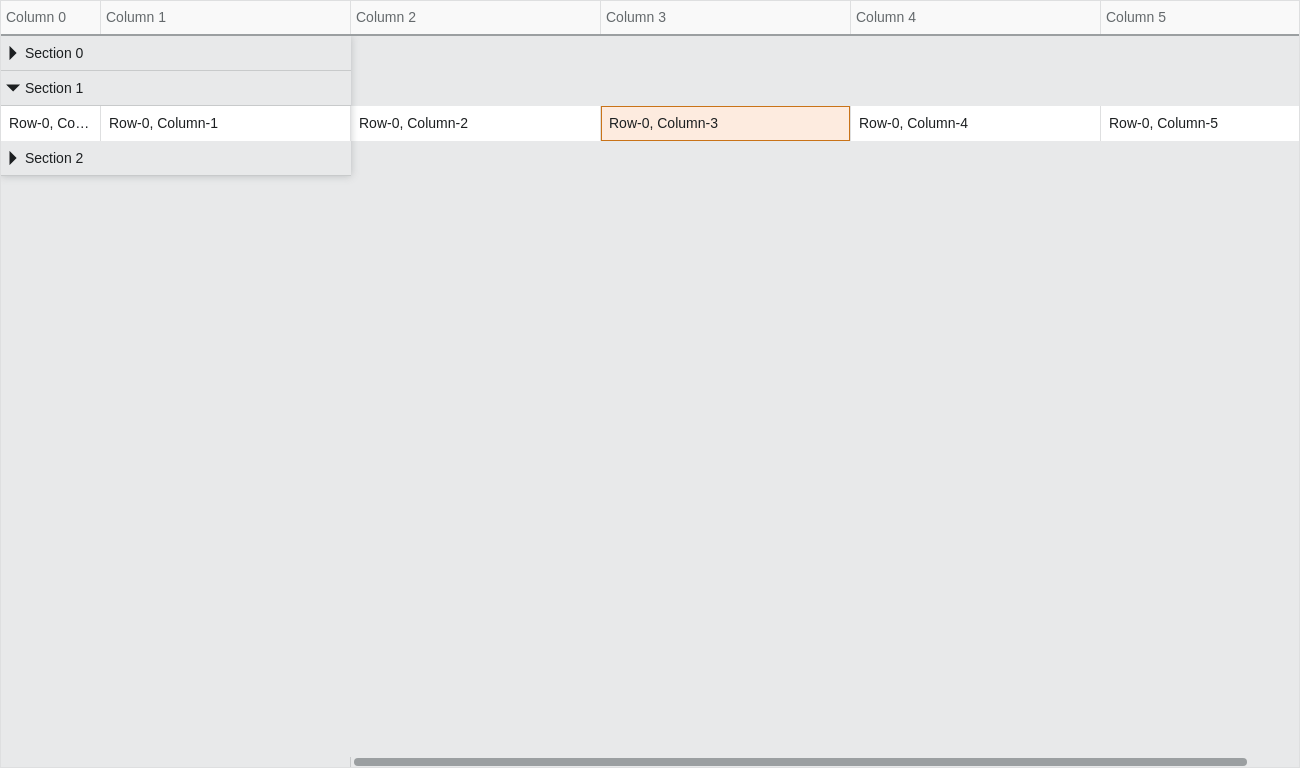 Column 0 Column 1 Column 2 Column 3 Column 4 Column 5
Section 0
Section 1
Row-0, Co… Row-0, Column-1 Row-0, Column-2 Row-0, Column-3 Row-0, Column-4 Row-0, Column-5
Section 2